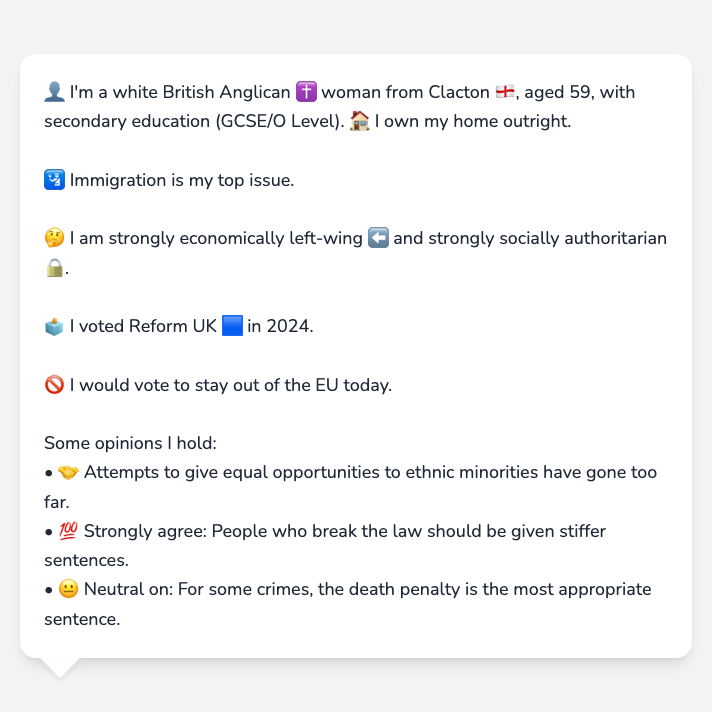 👤 I'm a white British Anglican ✝️ woman from Clacton 🏴󠁧󠁢󠁥󠁮󠁧󠁿, aged 59, with
secondary education (GCSE/O Level). 🏠 I own my home outright.
🛂 Immigration is my top issue.
🤔 I am strongly economically left-wing ⬅️ and strongly socially authoritarian
🔒.
🗳️ I voted Reform UK 🟦 in 2024.
🚫 I would vote to stay out of the EU today.
Some opinions I hold:
• 🤝 Attempts to give equal opportunities to ethnic minorities have gone too
far.
• 💯 Strongly agree: People who break the law should be given stiffer
sentences.
• 😐 Neutral on: For some crimes, the death penalty is the most appropriate
sentence.